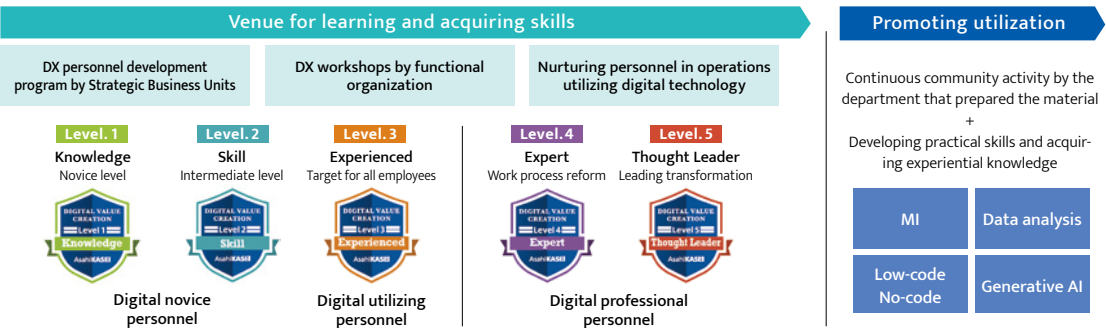 Venue for learning and acquiring skills
DX personnel development
program by Strategic Business Units
DX workshops by functional
organization
Nurturing personnel in operations
utilizing digital technology
Level. 1
Knowledge
Novice level
DIGITAL VALUE
CREATION
Level 1
Knowledge
AsahiKASEI
Level. 2
Skill
Intermediate level
DIGITAL VALUE
CREATION
Level 2
Skill
AsahiKASEI
Level. 3
Experienced
Target for all employees
DIGITAL VALUE
CREATION
Level 3
Experienced
AsahiKASEI
Level. 4
Expert
Work process reform
DIGITAL VALUE
CREATION
Level 4
Expert
AsahiKASEI
Level. 5
Thought Leader
Leading transformation
DIGITAL VALUE
CREATION
Level 5
Thought Leader
AsahiKASEI
Digital novice
personnel
Digital utilizing
personnel
Digital professional
personnel
Promoting utilization
Continuous community activity by the
department that prepared the material
+
Developing practical skills and acquir-
ing experiential knowledge
MI
Data analysis
Low-code
No-code
Generative AI